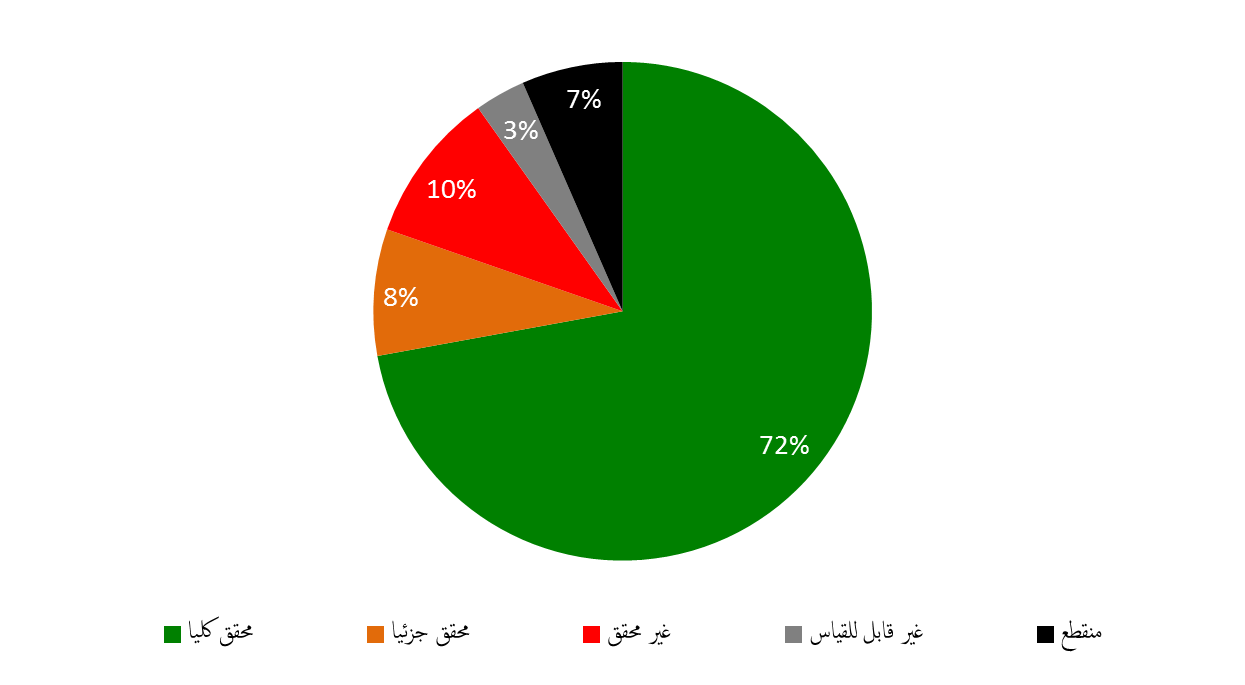 7%
3%
10%
8%
72%
محقق كليا
محقق جزئيا
غير محقق
غير قابل للقياس
منقطع